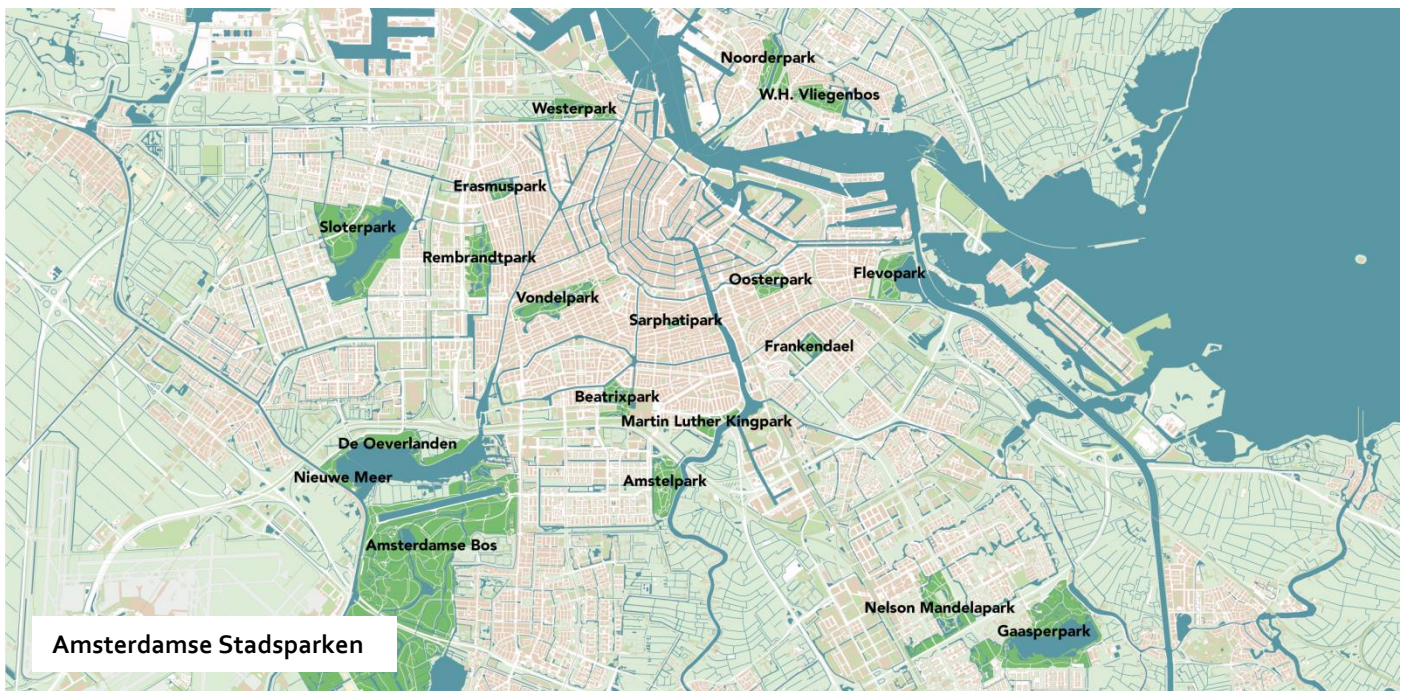 Noorderpark
W.H. Vliegenbos
Westerpark
Erasmuspark
Sloterpark
Rembrandtpark
Vondelpark
Oosterpark
Flevopark
Sarphatipark
Frankendael
Beatrixpark
Martin Luther Kingpark
De Oeverlanden
Nieuwe Meer
Amstelpark
Amsterdamse Bos
Nelson Mandelapark
Gaasperpark
Amsterdamse Stadsparken